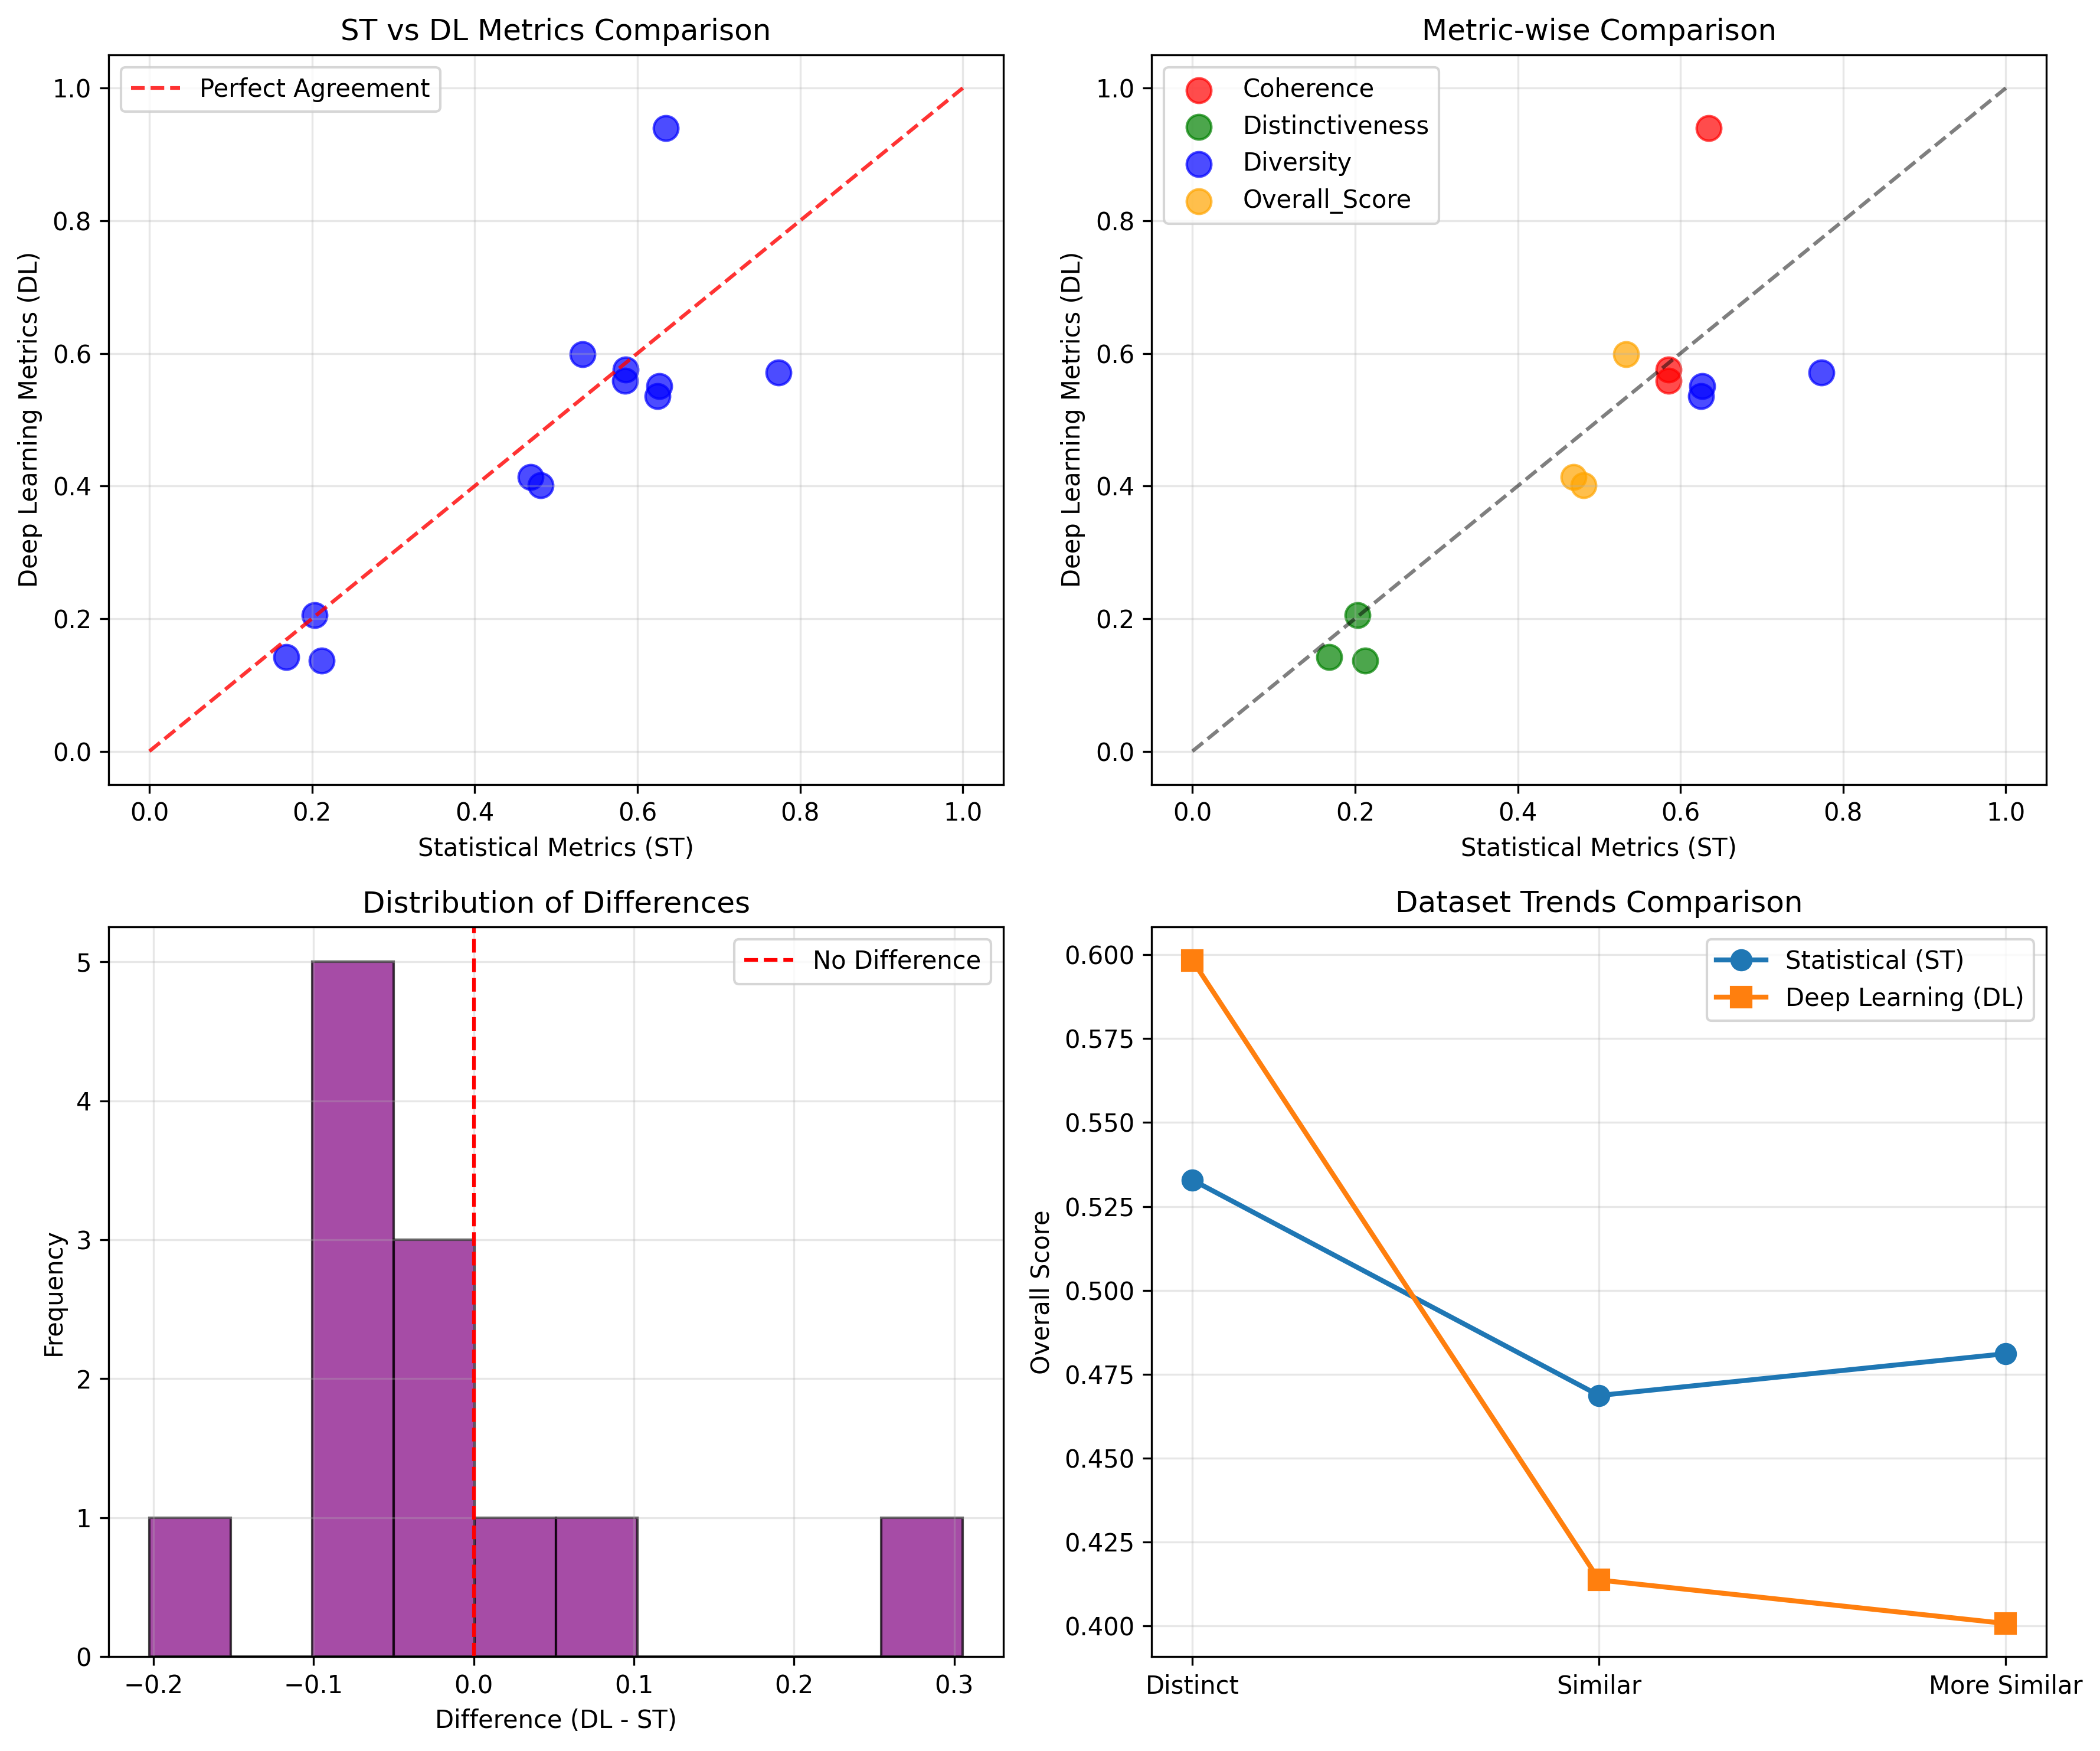 ST vs DL Metrics Comparison
Perfect Agreement
1.0
0.8
0.6
0.4
0.2
0.0
Deep Learning Metrics (DL)
0.0 0.2 0.4 0.6 0.8 1.0
Statistical Metrics (ST)
Metric-wise Comparison
Coherence
Distinctiveness
Diversity
Overall_Score
1.0
0.8
0.6
0.4
0.2
0.0
Deep Learning Metrics (DL)
0.0 0.2 0.4 0.6 0.8 1.0
Statistical Metrics (ST)
Distribution of Differences
No Difference
5
4
3
2
1
0
Frequency
−0.2 −0.1 0.0 0.1 0.2 0.3
Difference (DL - ST)
Dataset Trends Comparison
Statistical (ST)
Deep Learning (DL)
0.600
0.575
0.550
0.525
0.500
0.475
0.450
0.425
0.400
Overall Score
Distinct Similar More Similar